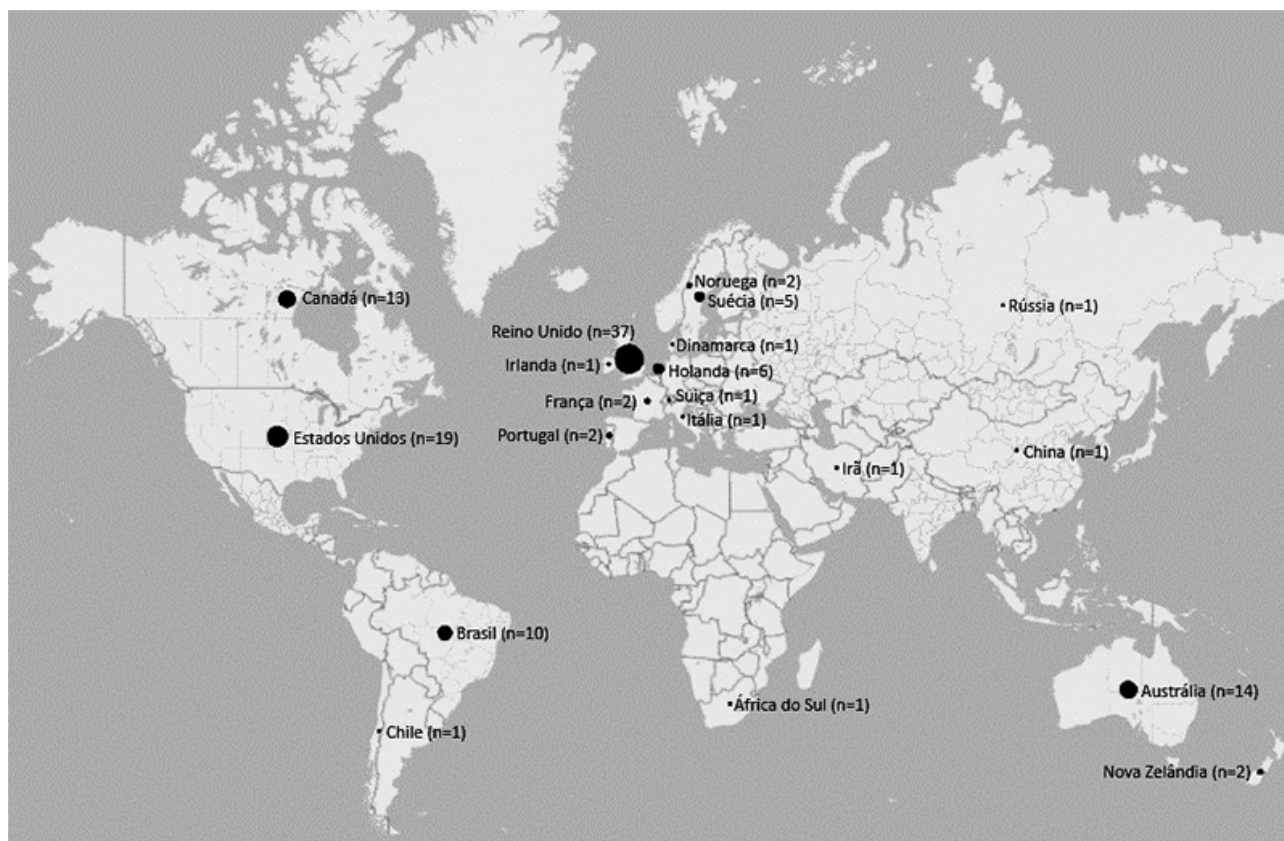 Noruega (n=2)
Canadá (n=13)
Suécia (n=5)
Rússia (n=1)
Reino Unido (n=37)
Dinamarca (n=1)
Irlanda (n=1)
Holanda (n=6)
França (n=2)
Suiça (n=1)
Itália (n=1)
Estados Unidos (n=19)
Portugal (n=2)
China (n=1)
Irã (n=1)
Brasil (n=10)
Austrália (n=14)
África do Sul (n=1)
Chile (n=1)
Nova Zelândia (n=2)